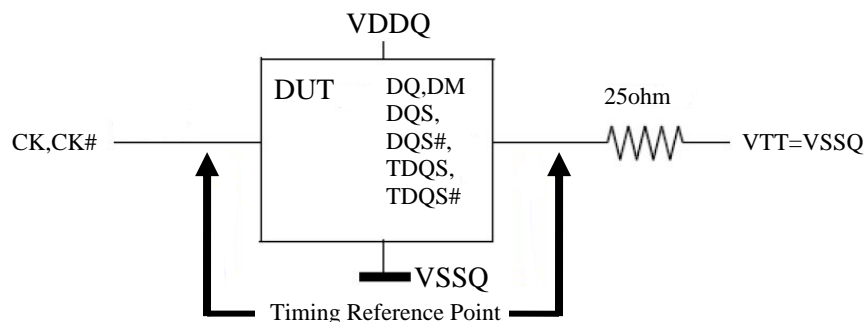 VDDQ
DUT
DQ,DM
DQS,
DQS#,
TDQS,
TDQS#
25ohm
CK,CK#
VTT=VSSQ
VSSQ
Timing Reference Point